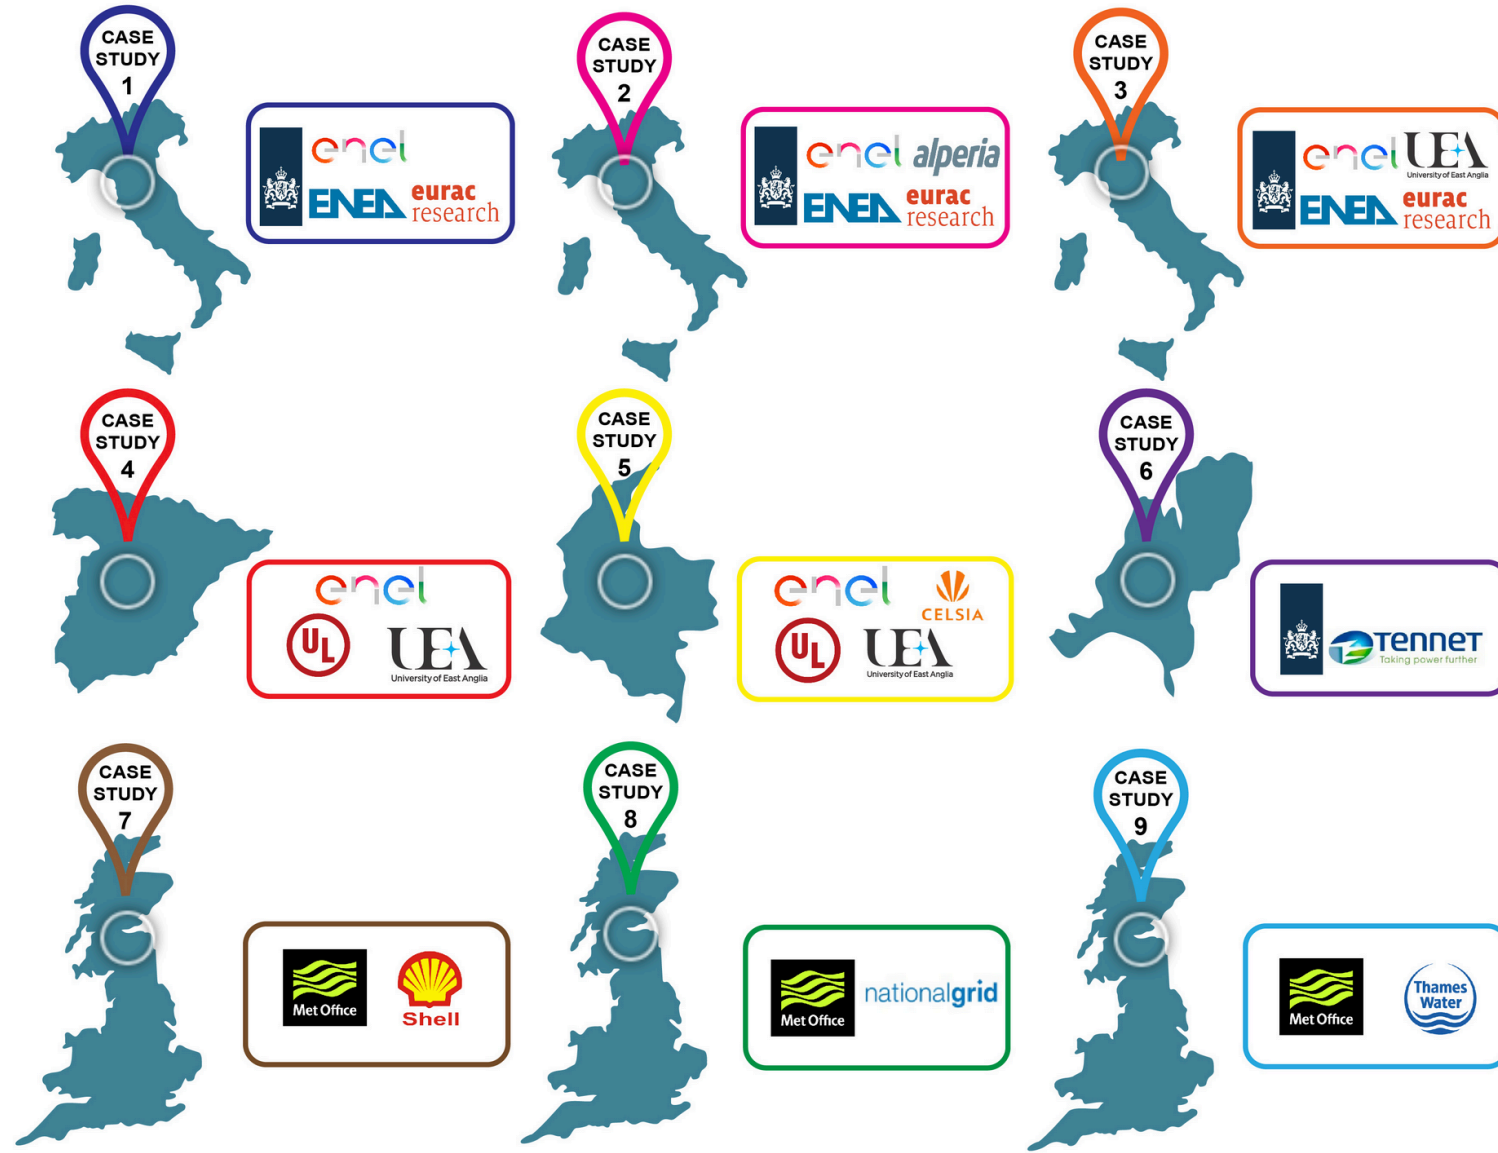 CASE
STUDY
1
enel
ENEA
eurac
research
CASE
STUDY
2
enel
alperia
ENEA
eurac
research
CASE
STUDY
3
enel
UEA
University of East Anglia
ENEA
eurac
research
CASE
STUDY
4
enel
UL
UEA
University of East Anglia
CASE
STUDY
5
enel
CELSIA
UL
UEA
University of East Anglia
CASE
STUDY
6
TenneT
Taking power further
CASE
STUDY
7
Met Office
Shell
CASE
STUDY
8
Met Office
nationalgrid
CASE
STUDY
9
Met Office
Thames
Water